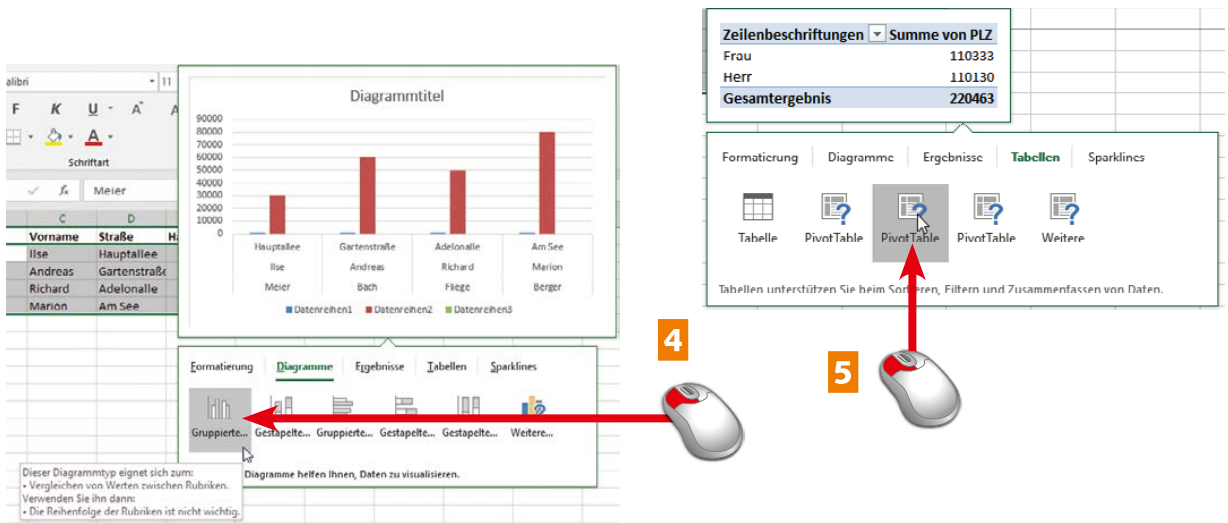 alibri
11
F K U A A
A
Schriftart
fx Meier
C D
Vorname Straße Ha
Ilse Hauptallee
Andreas Gartenstraße
Richard Adelonalle
Marion Am See
Diagrammtitel
90000
80000
70000
60000
50000
40000
30000
20000
10000
0
Hauptallee Gartenstraße Adelonalle Am See
Ilse Andreas Richard Marion
Meier Bach Fliege Berger
Datenreihen1 Datenreihen2 Datenreihen3
Formatierung Diagramme Ergebnisse Tabellen Sparklines
Gruppierte... Gestapelte... Gruppierte... Gestapelte... Gestapelte... Weitere...
Diagramme helfen Ihnen, Daten zu visualisieren.
Dieser Diagrammtyp eignet sich zum:
• Vergleichen von Werten zwischen Rubriken.
Verwenden Sie ihn dann:
• Die Reihenfolge der Rubriken ist nicht wichtig.
4
Zeilenbeschriftungen Summe von PLZ
Frau 110333
Herr 110130
Gesamtergebnis 220463
Formatierung Diagramme Ergebnisse Tabellen Sparklines
Tabelle PivotTable PivotTable PivotTable Weitere
Tabellen unterstützen Sie beim Sortieren, Filtern und Zusammenfassen von Daten.
5